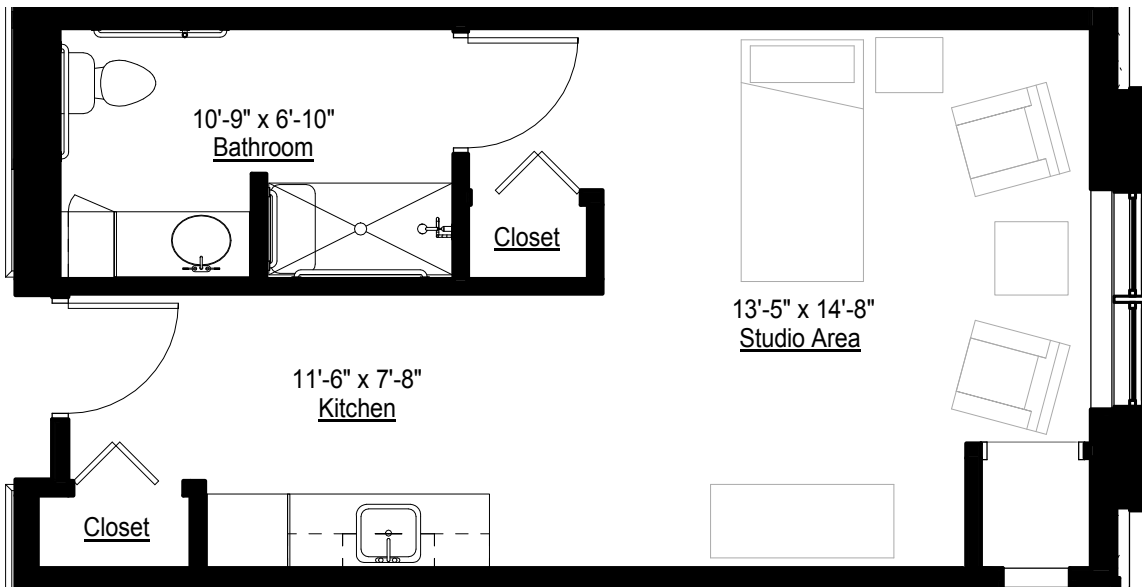 10'-9" x 6'-10"
Bathroom
Closet
13'-5" x 14'-8"
Studio Area
11'-6" x 7'-8"
Kitchen
Closet